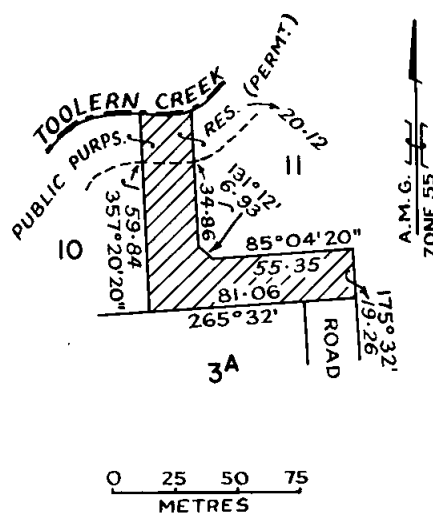 TOOLERN CREEK
PUBLIC PURPS. RES. (PERMT.)
20·12
11
A.M.G.
ZONE 55
131°12'
6·93
34·86
59·84
357°20'20"
10
85°04'20"
55·35
81·06
265°32'
175°32'
19·26
3A
ROAD
0 25 50 75
METRES